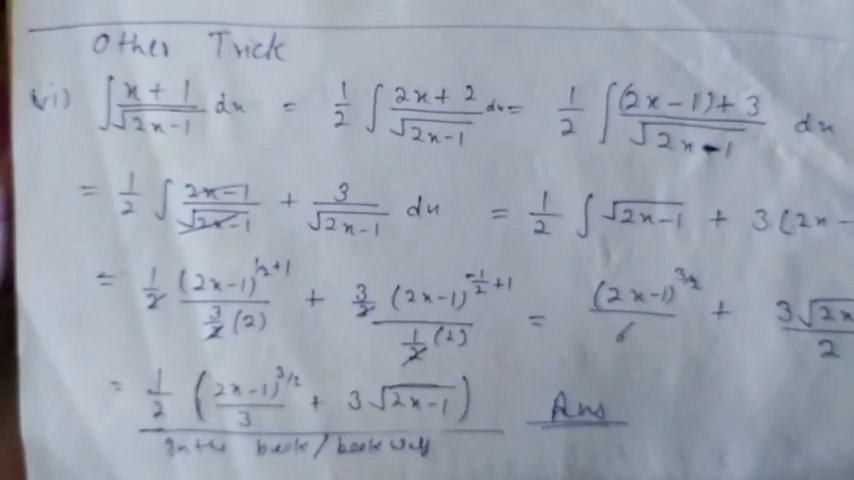 Other Trick
vi) ∫ x + 1 / √2x-1 dx = 1/2 ∫ 2x + 2 / √2x-1 dx = 1/2 ∫ (2x-1)+3 / √2x-1 dx
= 1/2 ∫ 2x-1 / √2x-1 + 3 / √2x-1 dx = 1/2 ∫ √2x-1 + 3(2x-
= 1/2 (2x-1)^1/2+1 / 3/2 (2) + 3/2 (2x-1)^-1/2+1 / 1/2 (2) = (2x-1)^3/2 / 6 + 3√2x / 2
= 1/2 ( 2x-1)^3/2 / 3 + 3√2x-1 ) Ans
book / book